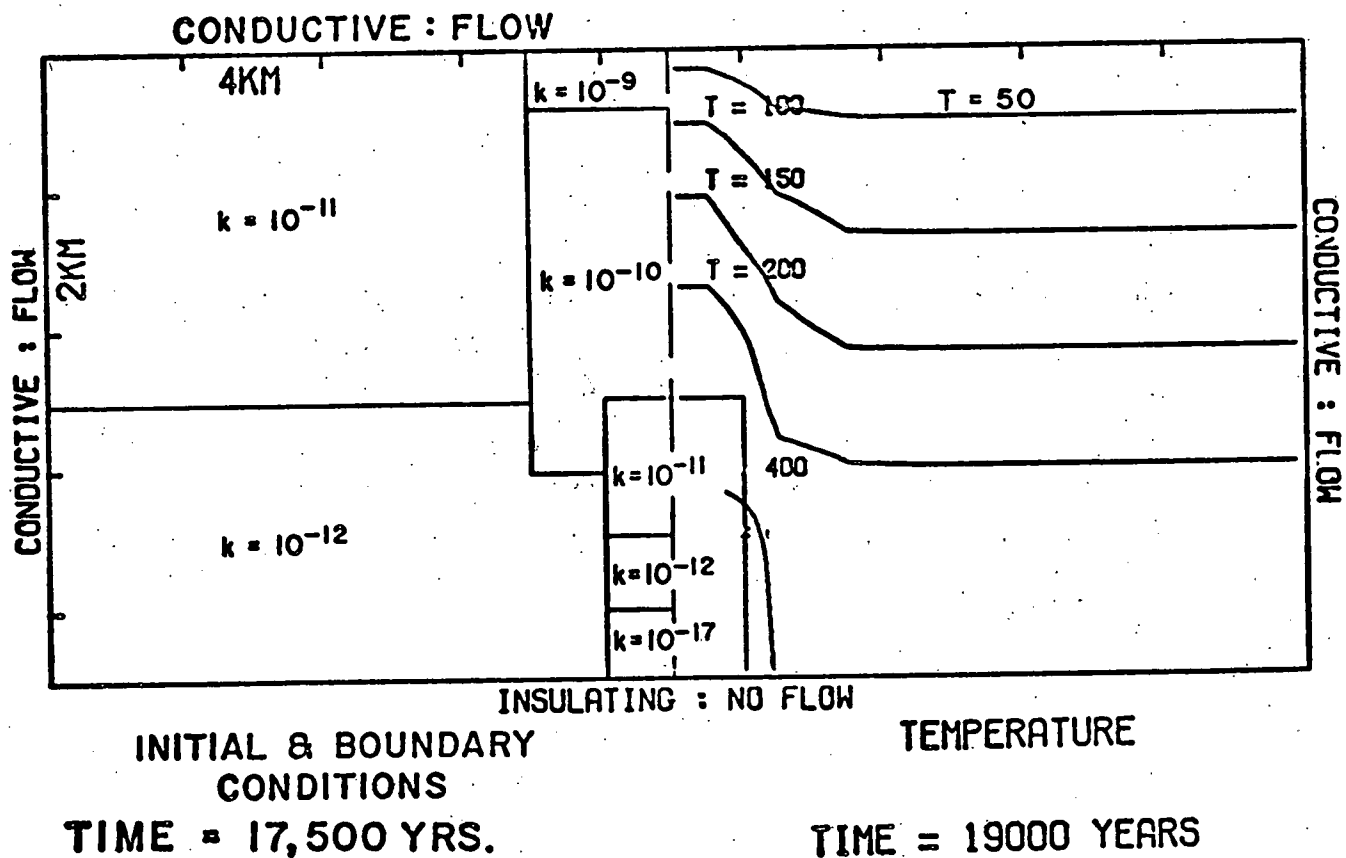 CONDUCTIVE : FLOW
4KM
k = 10-9
T = 100
T = 50
k = 10-11
T = 150
2KM
k = 10-10
T = 200
CONDUCTIVE : FLOW
CONDUCTIVE : FLOW
k = 10-11
400
k = 10-12
k = 10-12
k = 10-17
INSULATING : NO FLOW
INITIAL & BOUNDARY
CONDITIONS
TEMPERATURE
TIME = 17,500 YRS.
TIME = 19000 YEARS